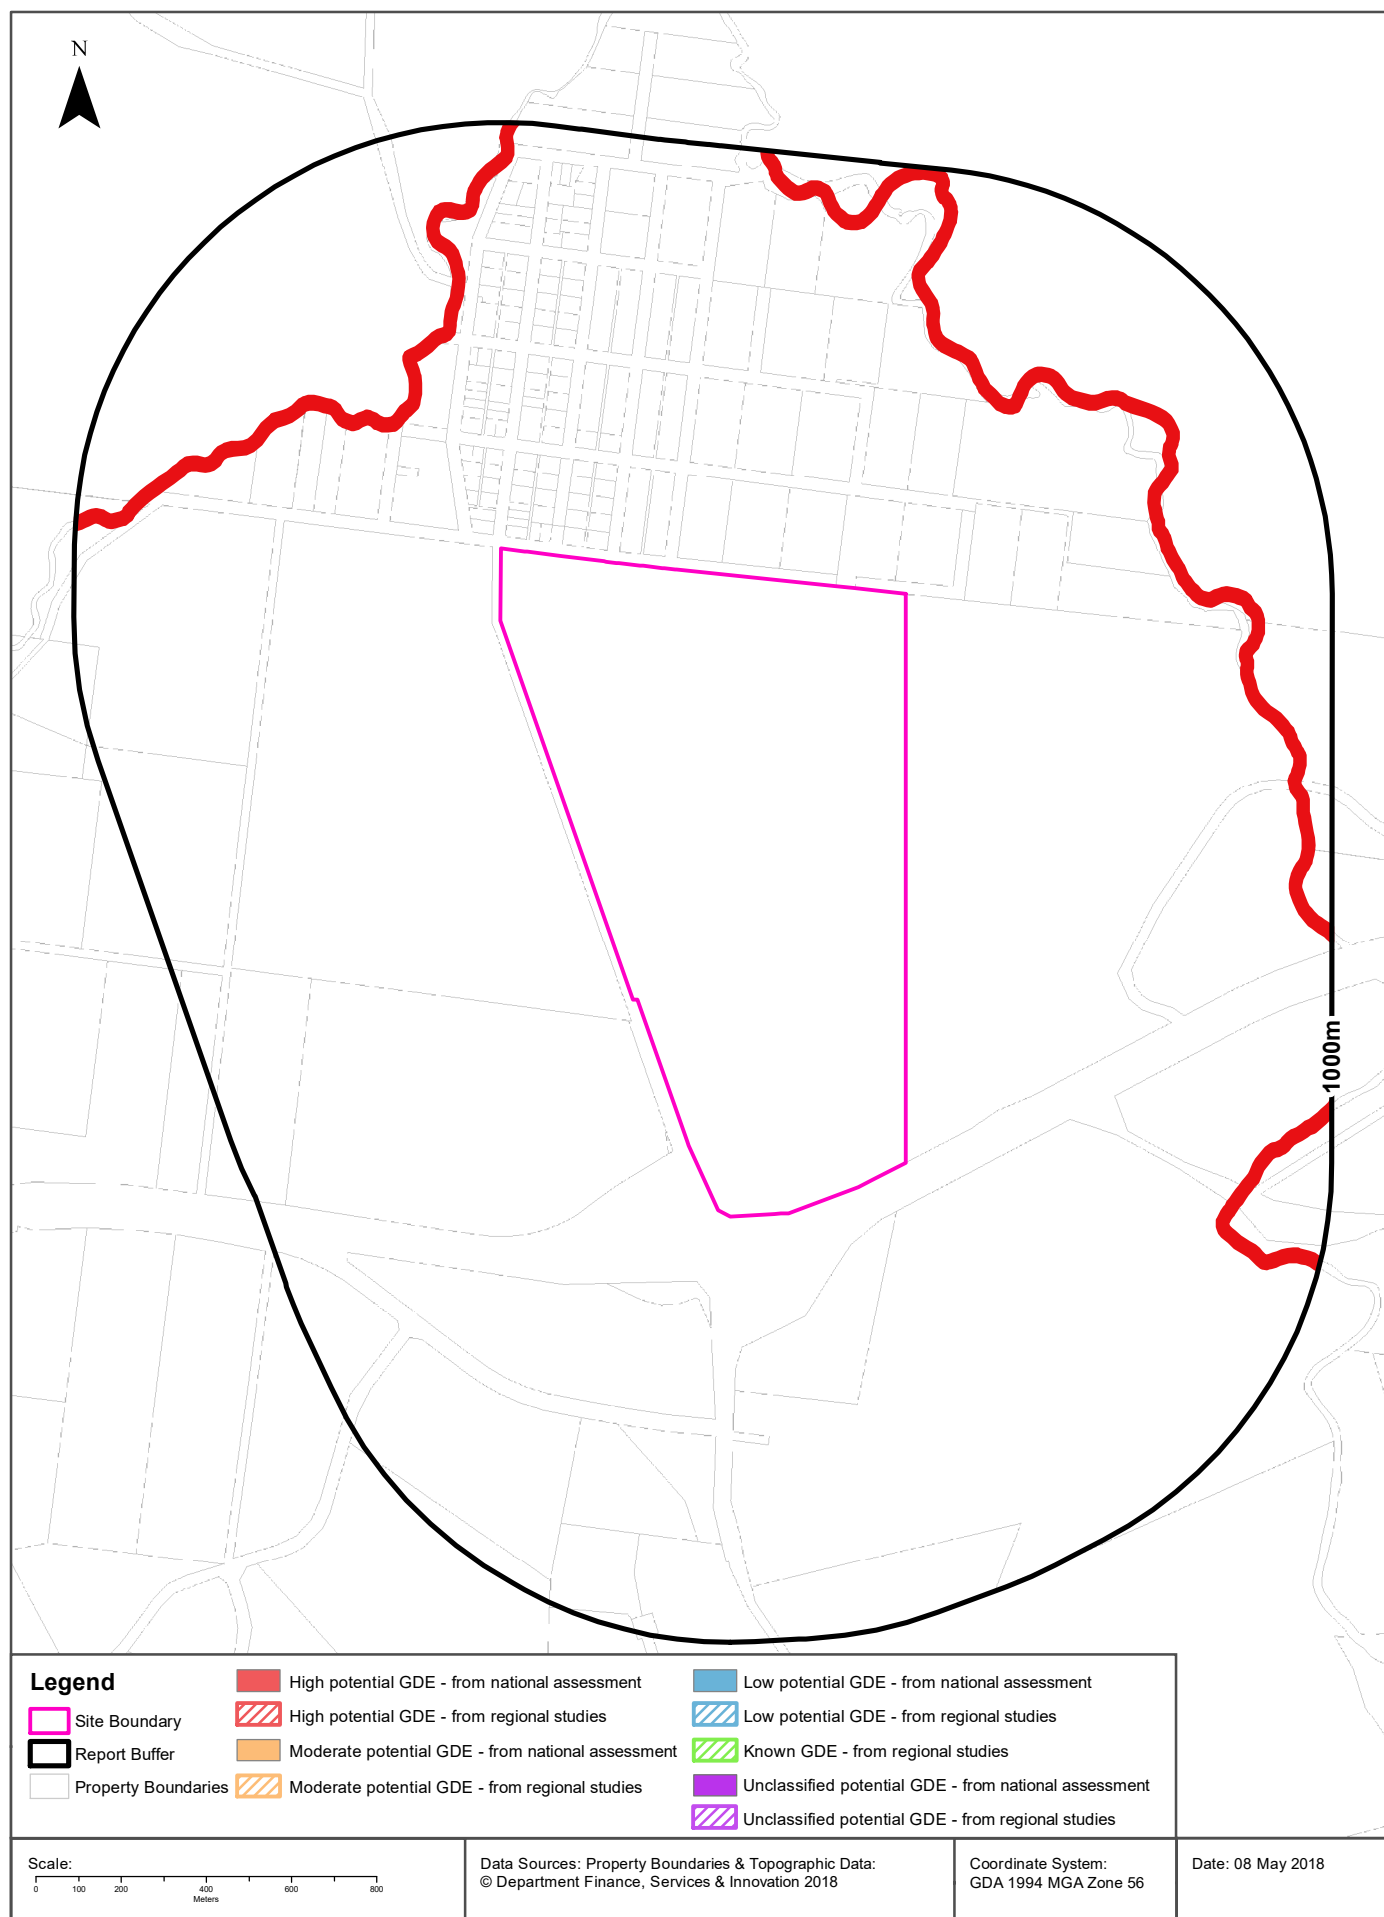 N
1000m
Legend
Site Boundary
Report Buffer
Property Boundaries
High potential GDE - from national assessment
High potential GDE - from regional studies
Moderate potential GDE - from national assessment
Moderate potential GDE - from regional studies
Low potential GDE - from national assessment
Low potential GDE - from regional studies
Known GDE - from regional studies
Unclassified potential GDE - from national assessment
Unclassified potential GDE - from regional studies
Scale:
0 100 200 400 600 800
Meters
Data Sources: Property Boundaries & Topographic Data:
© Department Finance, Services & Innovation 2018
Coordinate System:
GDA 1994 MGA Zone 56
Date: 08 May 2018